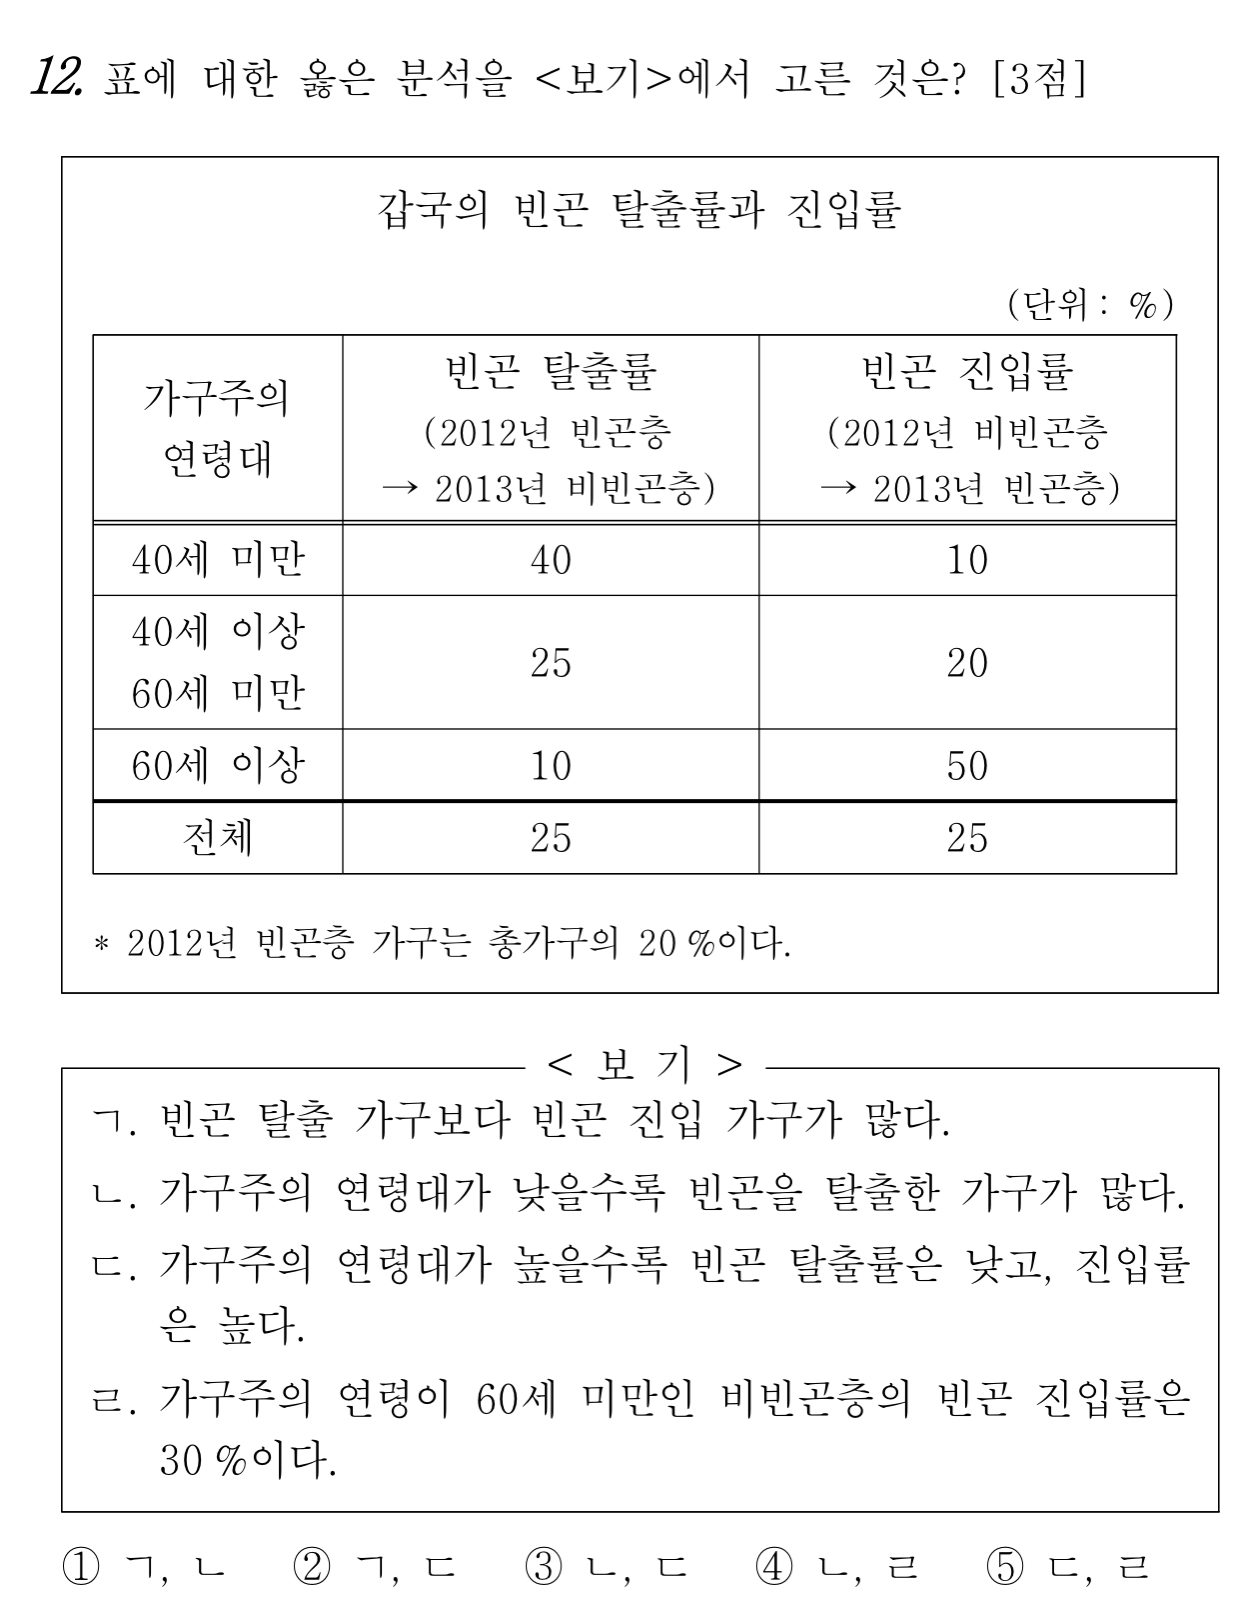 12. 표에 대한 옳은 분석을 <보기>에서 고른 것은? [3점]
갑국의 빈곤 탈출률과 진입률
(단위: %)
가구주의 연령대
빈곤 탈출률
(2012년 빈곤층
→ 2013년 비빈곤층)
빈곤 진입률
(2012년 비빈곤층
→ 2013년 빈곤층)
40세 미만 40 10
40세 이상
60세 미만 25 20
60세 이상 10 50
전체 25 25
* 2012년 빈곤층 가구는 총가구의 20%이다.
< 보 기 >
ㄱ. 빈곤 탈출 가구보다 빈곤 진입 가구가 많다.
ㄴ. 가구주의 연령대가 낮을수록 빈곤을 탈출한 가구가 많다.
ㄷ. 가구주의 연령대가 높을수록 빈곤 탈출률은 낮고, 진입률
은 높다.
ㄹ. 가구주의 연령이 60세 미만인 비빈곤층의 빈곤 진입률은
30%이다.
① ㄱ, ㄴ ② ㄱ, ㄷ ③ ㄴ, ㄷ ④ ㄴ, ㄹ ⑤ ㄷ, ㄹ